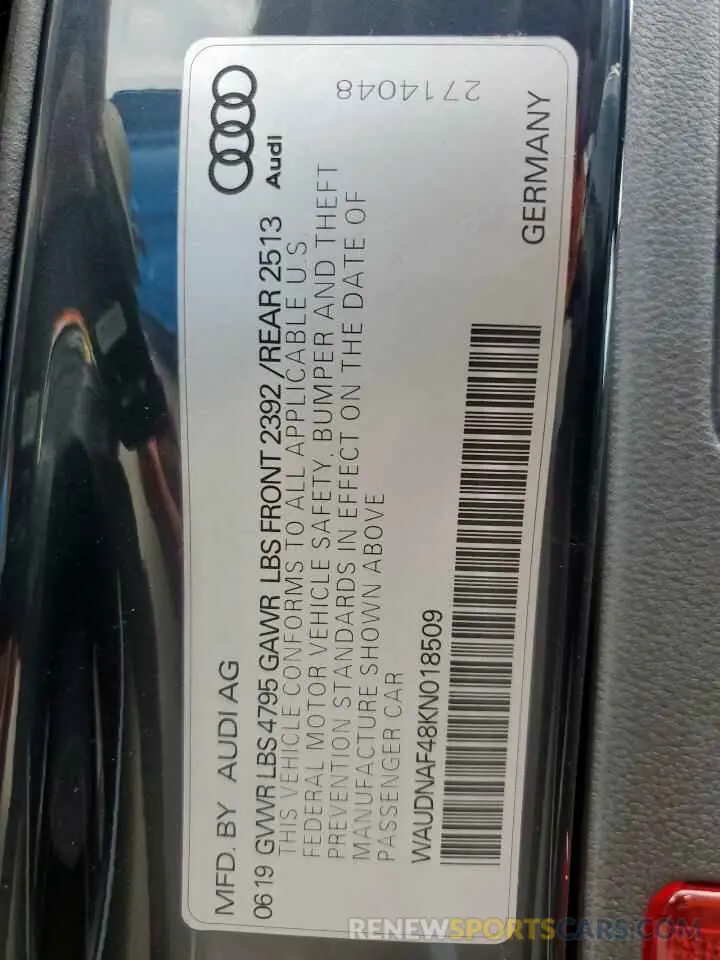 MFD. BY AUDI AG
0619 GVWR LBS 4795 GAWR LBS FRONT 2392 /REAR 2513
THIS VEHICLE CONFORMS TO ALL APPLICABLE U.S
FEDERAL MOTOR VEHICLE SAFETY, BUMPER AND THEFT
PREVENTION STANDARDS IN EFFECT ON THE DATE OF
MANUFACTURE SHOWN ABOVE
PASSENGER CAR
WAUDNAF48KN018509
Audi
2714048
GERMANY
RENEWSPORTSCARS.COM